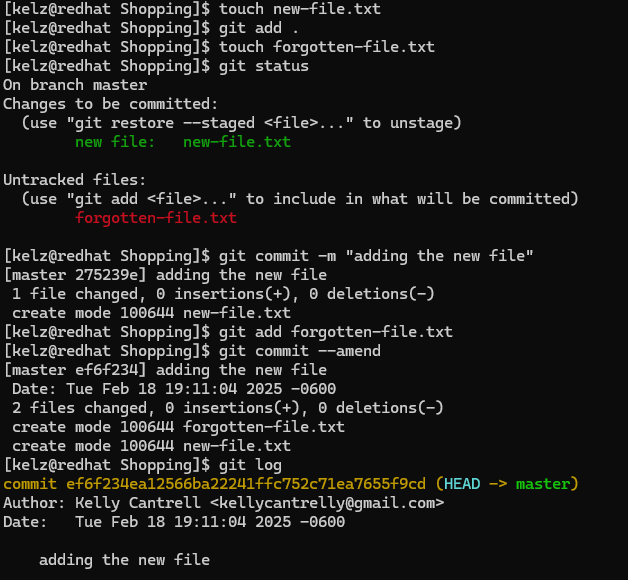 [kelz@redhat Shopping]$ touch new-file.txt
[kelz@redhat Shopping]$ git add .
[kelz@redhat Shopping]$ touch forgotten-file.txt
[kelz@redhat Shopping]$ git status
On branch master
Changes to be committed:
  (use "git restore --staged <file>..." to unstage)
        new file:   new-file.txt

Untracked files:
  (use "git add <file>..." to include in what will be committed)
        forgotten-file.txt

[kelz@redhat Shopping]$ git commit -m "adding the new file"
[master 275239e] adding the new file
 1 file changed, 0 insertions(+), 0 deletions(-)
 create mode 100644 new-file.txt
[kelz@redhat Shopping]$ git add forgotten-file.txt
[kelz@redhat Shopping]$ git commit --amend
[master ef6f234] adding the new file
 Date: Tue Feb 18 19:11:04 2025 -0600
 2 files changed, 0 insertions(+), 0 deletions(-)
 create mode 100644 forgotten-file.txt
 create mode 100644 new-file.txt
[kelz@redhat Shopping]$ git log
commit ef6f234ea12566ba22241ffc752c71ea7655f9cd (HEAD -> master)
Author: Kelly Cantrell <kellycantrelly@gmail.com>
Date:   Tue Feb 18 19:11:04 2025 -0600

    adding the new file